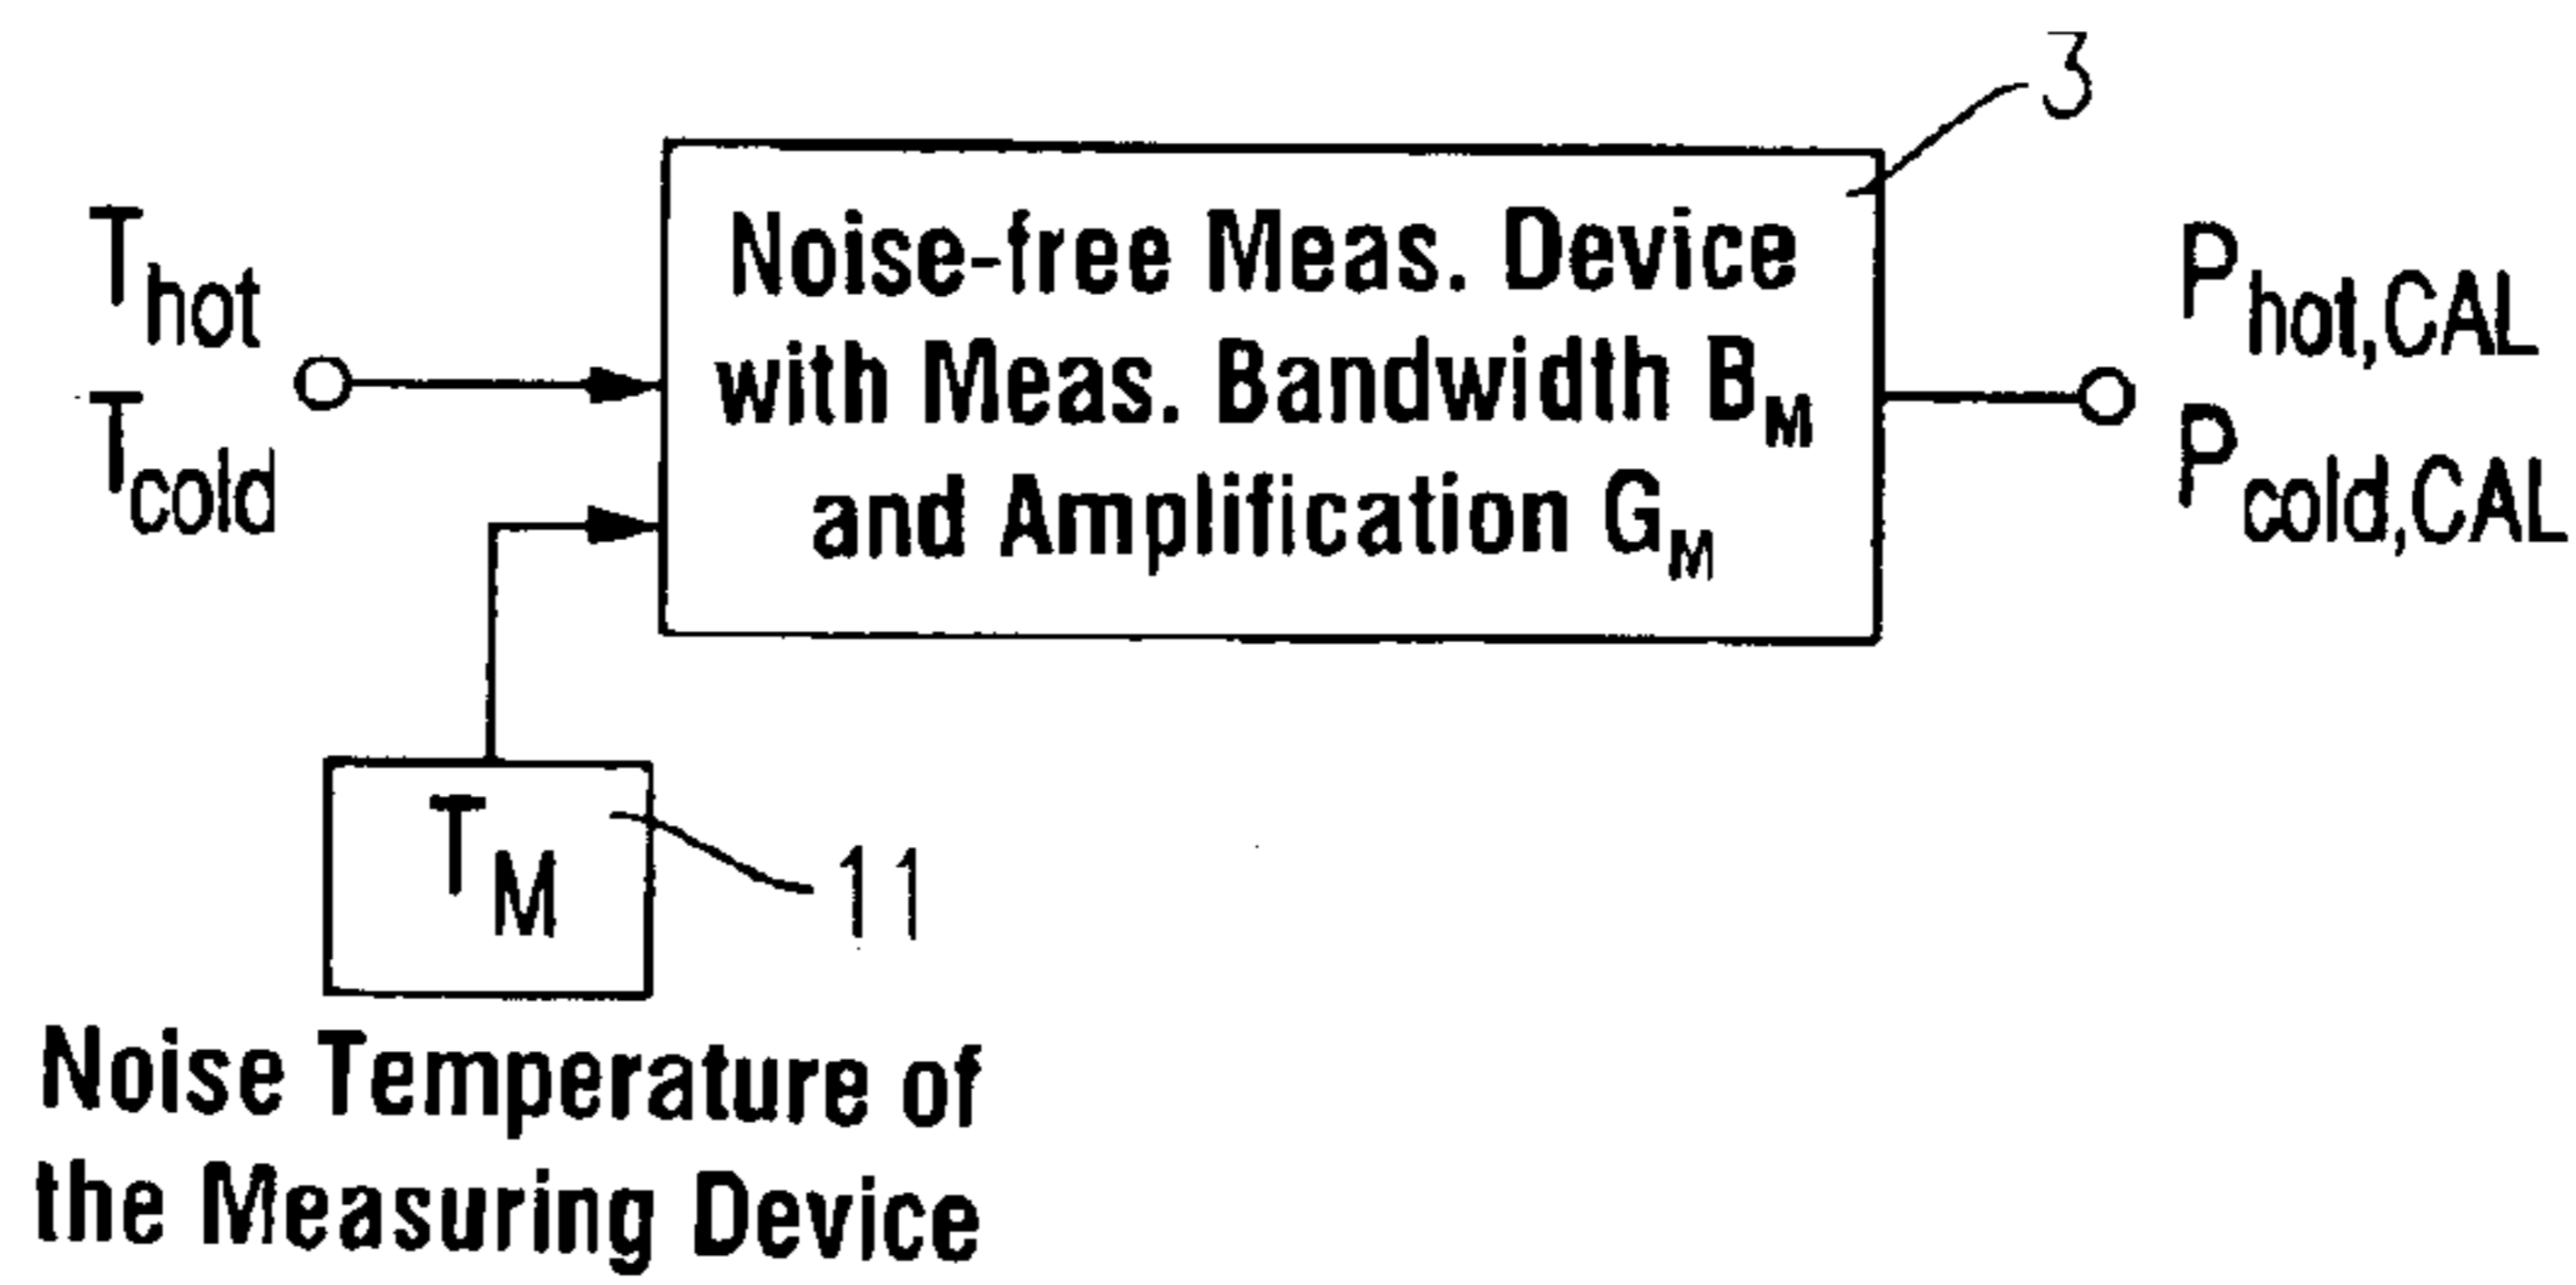 3
T_hot
T_cold
Noise-free Meas. Device
with Meas. Bandwidth B_M
and Amplification G_M
P_hot,CAL
P_cold,CAL
T_M
11
Noise Temperature of
the Measuring Device